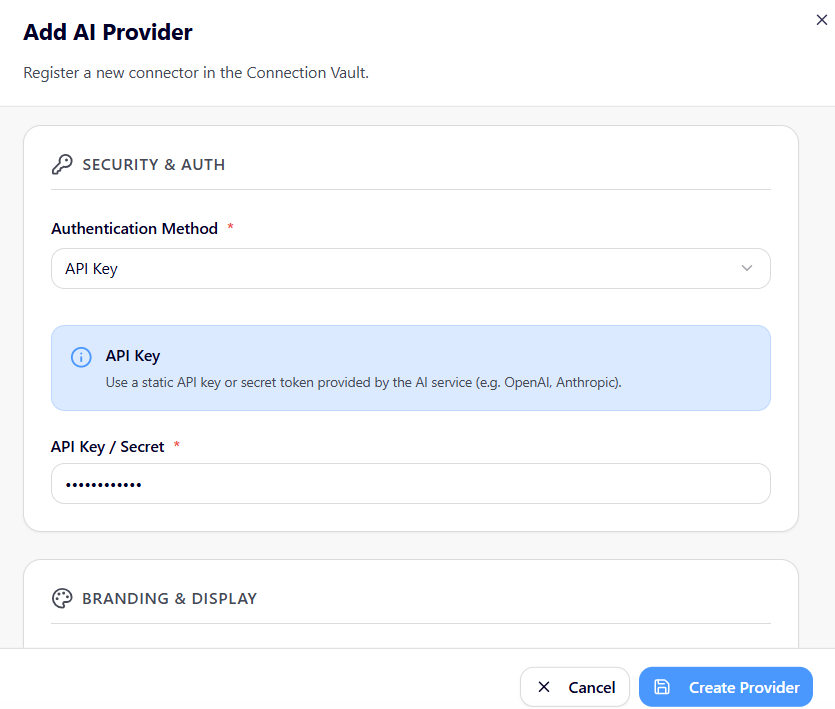 Add AI Provider
Register a new connector in the Connection Vault.
SECURITY & AUTH
Authentication Method *
API Key
API Key
Use a static API key or secret token provided by the AI service (e.g. OpenAI, Anthropic).
API Key / Secret *
••••••••••••
BRANDING & DISPLAY
Cancel
Create Provider